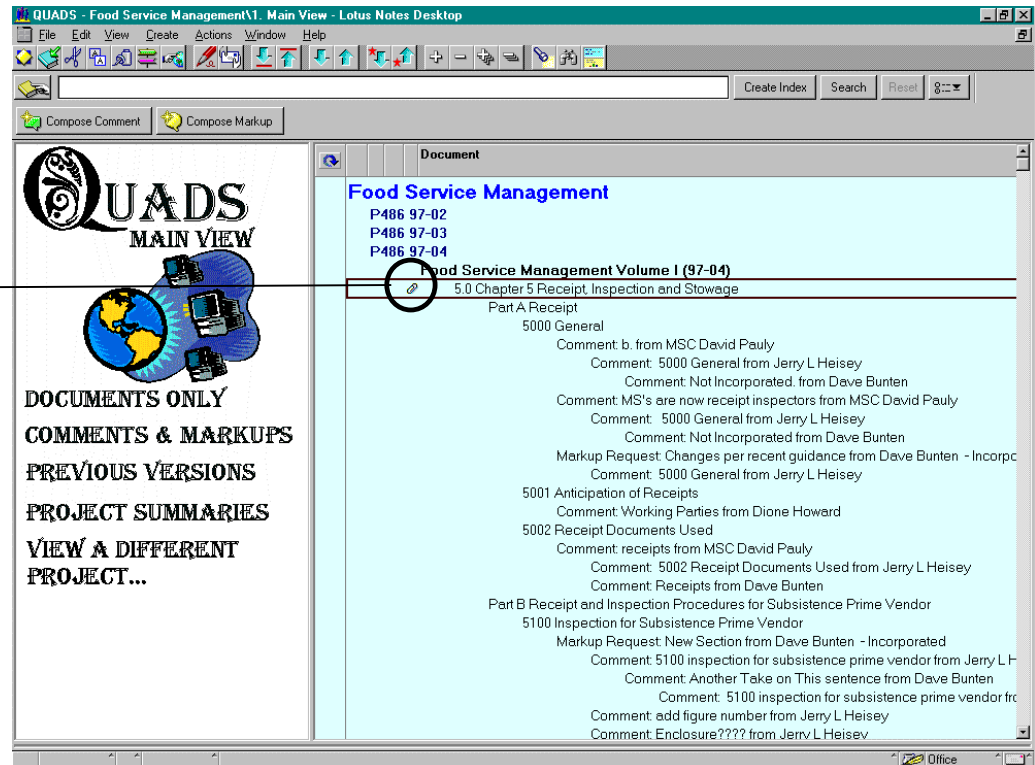 QUADS - Food Service Management\1. Main View - Lotus Notes Desktop
File Edit View Create Actions Window Help
Create Index Search Reset
Compose Comment Compose Markup
QUADS
MAIN VIEW
DOCUMENTS ONLY
COMMENTS & MARKUPS
PREVIOUS VERSIONS
PROJECT SUMMARIES
VIEW A DIFFERENT
PROJECT...
Document
Food Service Management
P486 97-02
P486 97-03
P486 97-04
Food Service Management Volume I (97-04)
5.0 Chapter 5 Receipt, Inspection and Stowage
Part A Receipt
5000 General
Comment: b. from MSC David Pauly
Comment: 5000 General from Jerry L Heisey
Comment: Not Incorporated. from Dave Bunten
Comment: MS's are now receipt inspectors from MSC David Pauly
Comment: 5000 General from Jerry L Heisey
Comment: Not Incorporated from Dave Bunten
Markup Request: Changes per recent guidance from Dave Bunten - Incorpo
Comment: 5000 General from Jerry L Heisey
5001 Anticipation of Receipts
Comment: Working Parties from Dione Howard
5002 Receipt Documents Used
Comment: receipts from MSC David Pauly
Comment: 5002 Receipt Documents Used from Jerry L Heisey
Comment: Receipts from Dave Bunten
Part B Receipt and Inspection Procedures for Subsistence Prime Vendor
5100 Inspection for Subsistence Prime Vendor
Markup Request: New Section from Dave Bunten - Incorporated
Comment: 5100 inspection for subsistence prime vendor from Jerry L H
Comment: Another Take on This sentence from Dave Bunten
Comment: 5100 inspection for subsistence prime vendor fro
Comment: add figure number from Jerry L Heisey
Comment: Enclosure???? from Jerry L Heisey
Office